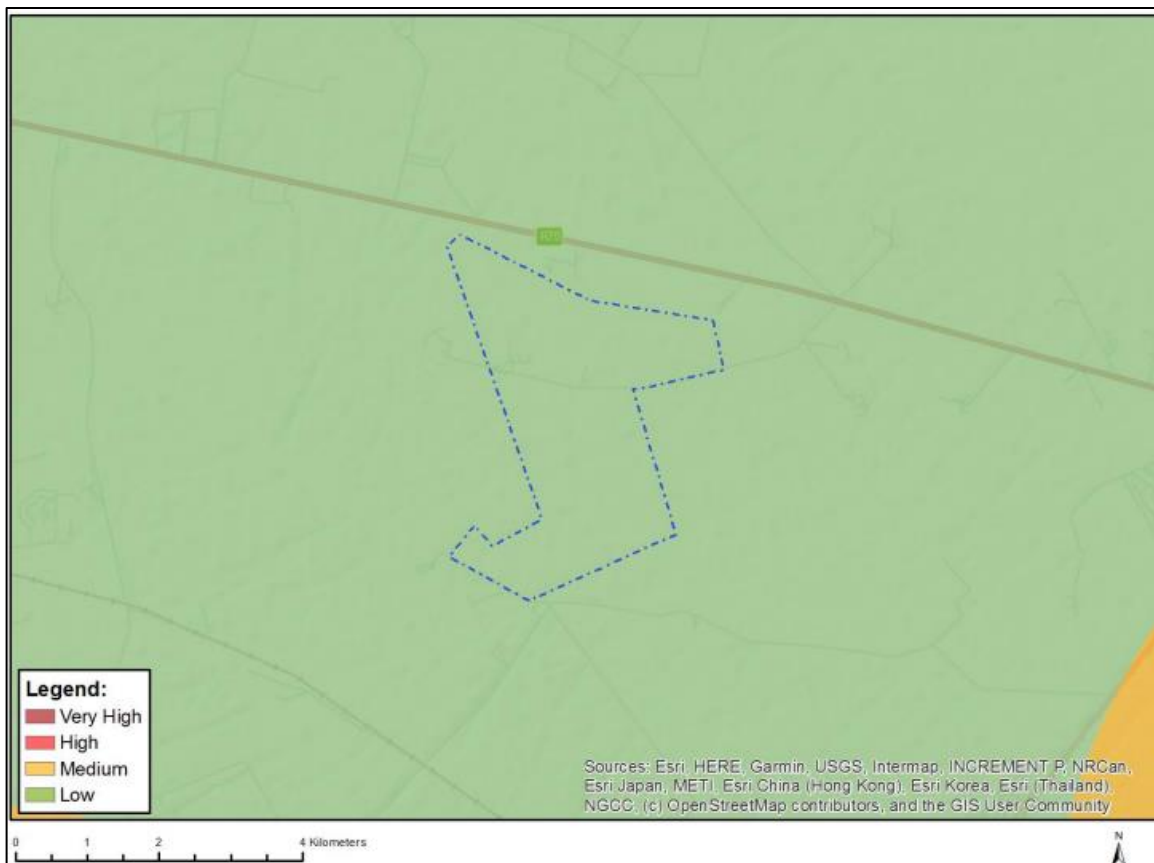 Legend:
Very High
High
Medium
Low
Sources: Esri, HERE, Garmin, USGS, Intermap, INCREMENT P, NRCan,
Esri Japan, METI, Esri China (Hong Kong), Esri Korea, Esri (Thailand),
NGCC, (c) OpenStreetMap contributors, and the GIS User Community
0 1 2 4 Kilometers
N